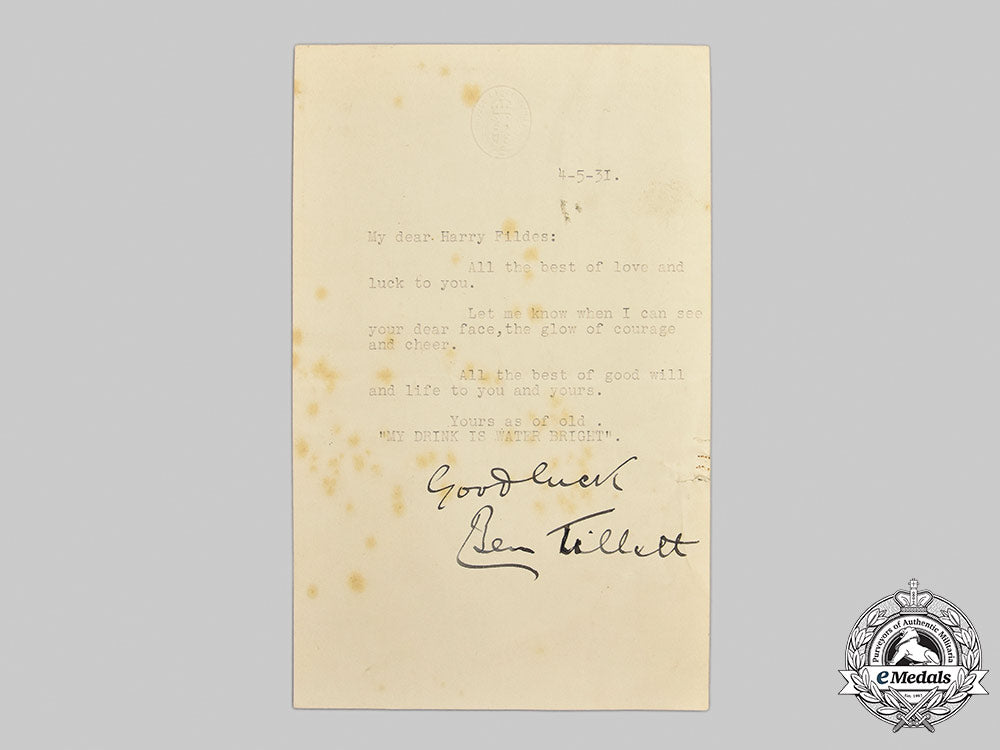 4-5-31.
My dear Harry Fildes:
All the best of love and
luck to you.
Let me know when I can see
your dear face,the glow of courage
and cheer.
All the best of good will
and life to you and yours.
Yours as of old .
"MY DRINK IS WATER BRIGHT".
Good luck
Ben Tillett
Purveyors of Authentic Militaria
eMedals